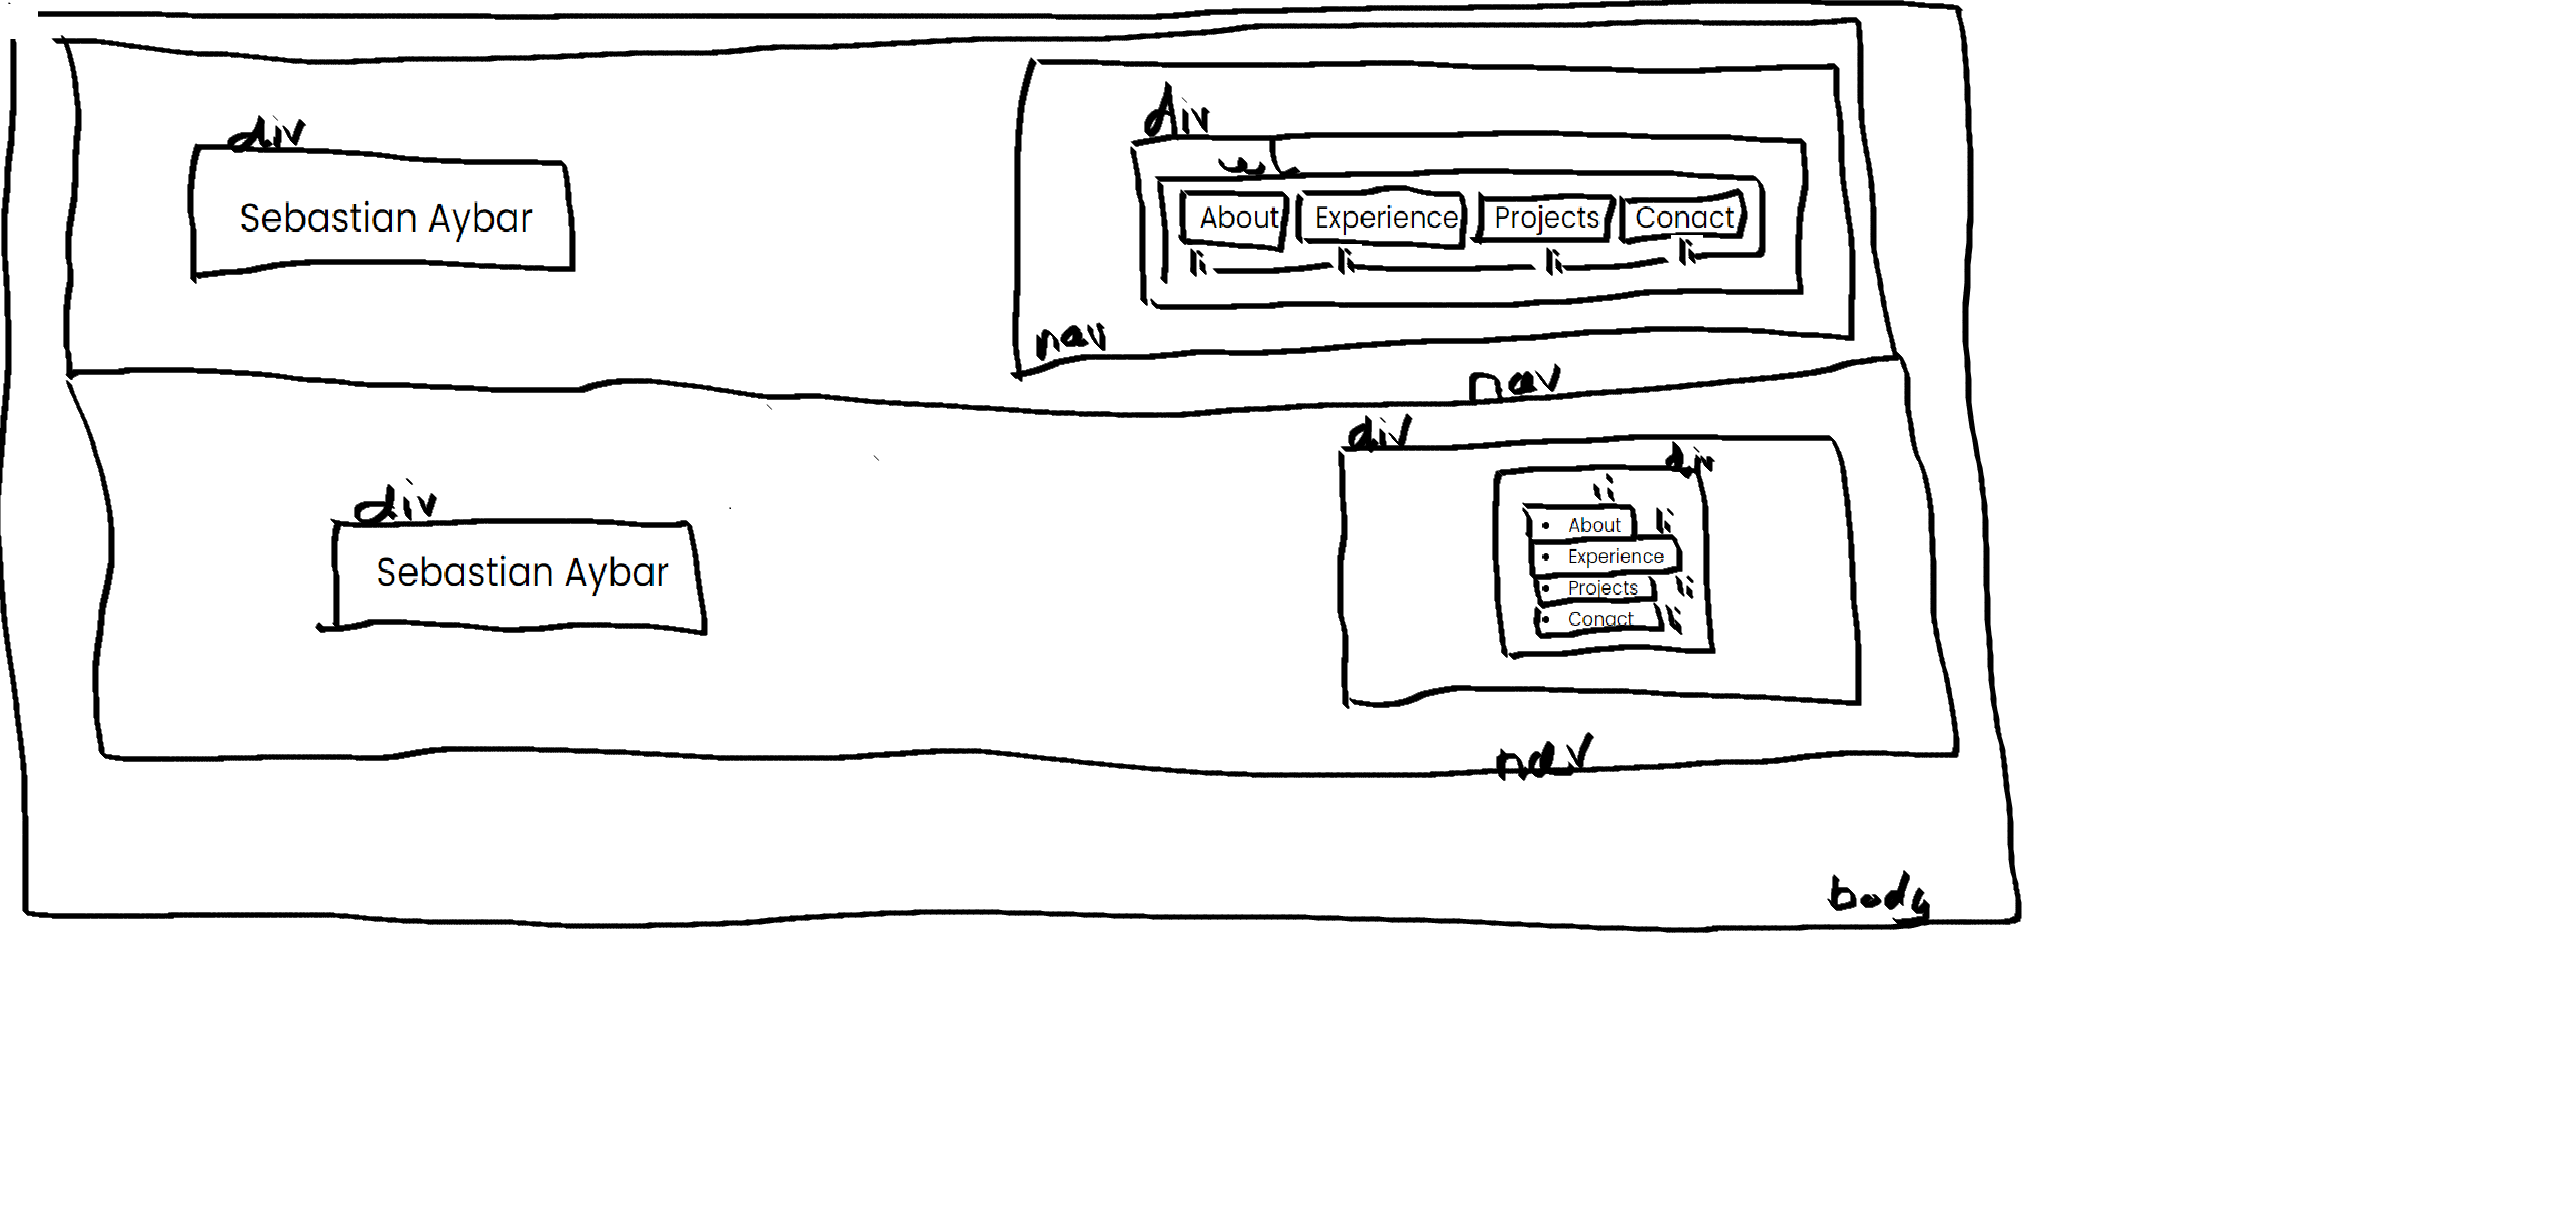 div
div
Sebastian Aybar
ul
About Experience Projects Conact
li li li li
nav
nav
div
div
div
Sebastian Aybar
li
• About li
• Experience
• Projects li
• Conact li
nav
body